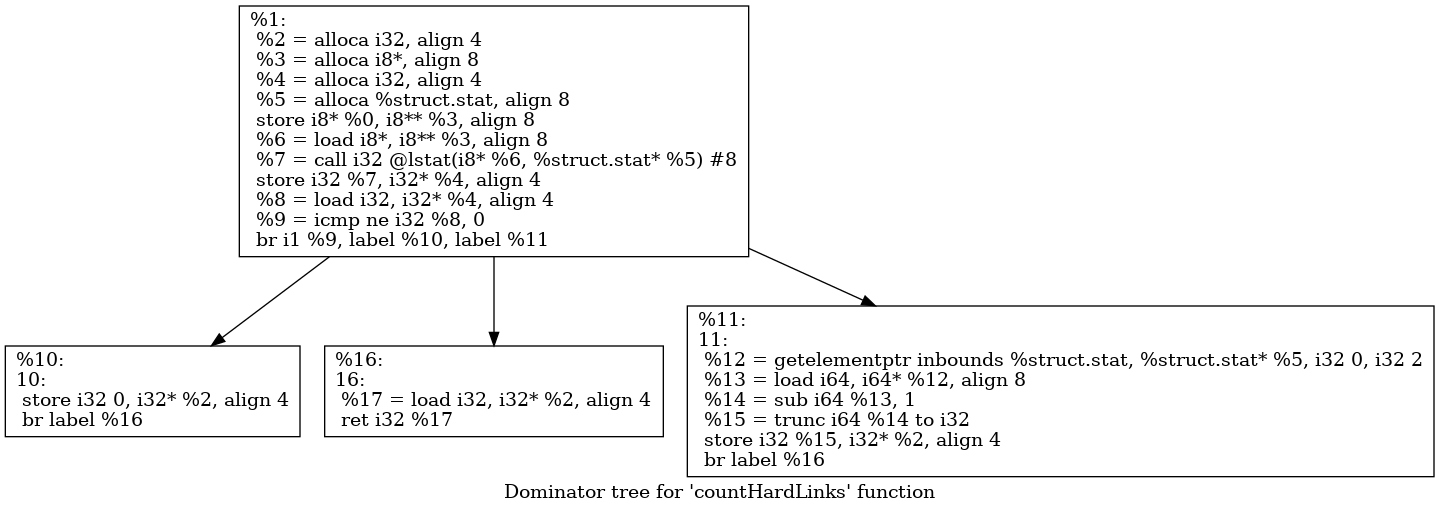 %1:
%2 = alloca i32, align 4
%3 = alloca i8*, align 8
%4 = alloca i32, align 4
%5 = alloca %struct.stat, align 8
store i8* %0, i8** %3, align 8
%6 = load i8*, i8** %3, align 8
%7 = call i32 @lstat(i8* %6, %struct.stat* %5) #8
store i32 %7, i32* %4, align 4
%8 = load i32, i32* %4, align 4
%9 = icmp ne i32 %8, 0
br i1 %9, label %10, label %11
%10:
10:
store i32 0, i32* %2, align 4
br label %16
%16:
16:
%17 = load i32, i32* %2, align 4
ret i32 %17
%11:
11:
%12 = getelementptr inbounds %struct.stat, %struct.stat* %5, i32 0, i32 2
%13 = load i64, i64* %12, align 8
%14 = sub i64 %13, 1
%15 = trunc i64 %14 to i32
store i32 %15, i32* %2, align 4
br label %16
Dominator tree for 'countHardLinks' function